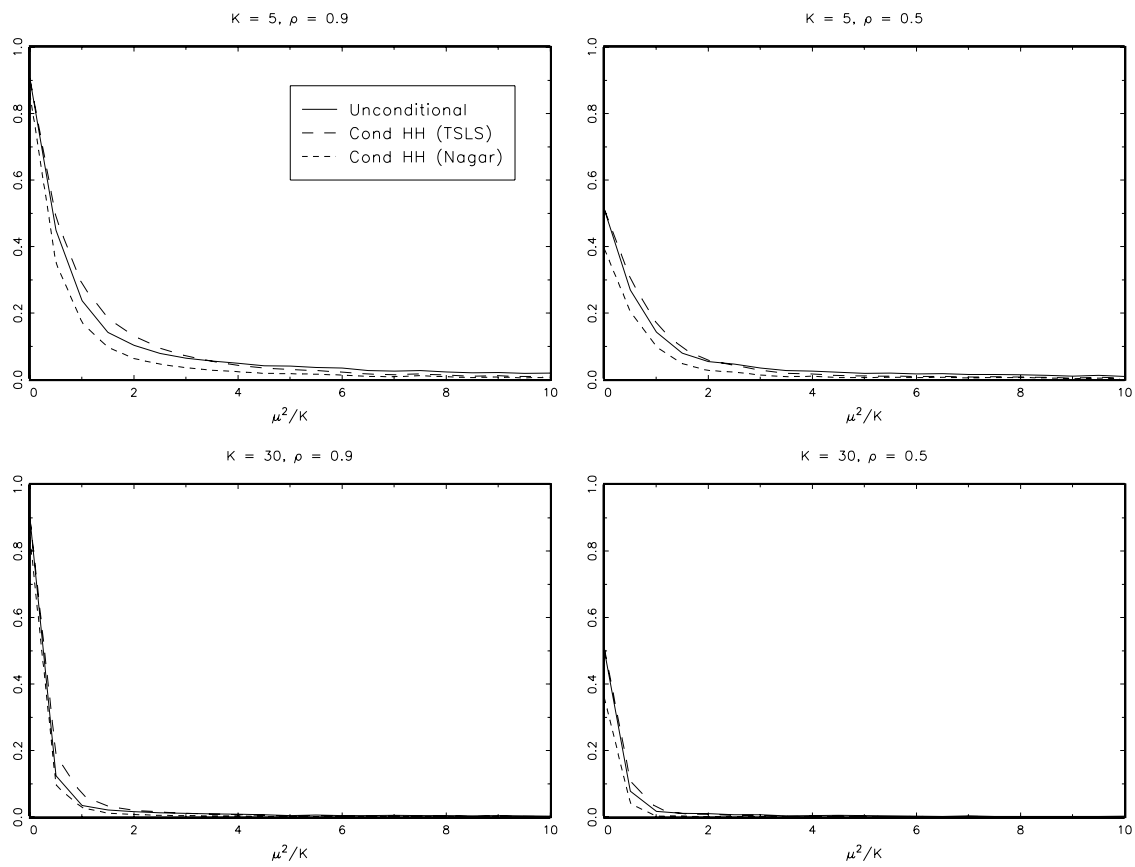 K = 5, ρ = 0.9
1.0
0.8
0.6
0.4
0.2
0.0
Unconditional
Cond HH (TSLS)
Cond HH (Nagar)
0 2 4 6 8 10
μ²/K
K = 5, ρ = 0.5
1.0
0.8
0.6
0.4
0.2
0.0
0 2 4 6 8 10
μ²/K
K = 30, ρ = 0.9
1.0
0.8
0.6
0.4
0.2
0.0
0 2 4 6 8 10
μ²/K
K = 30, ρ = 0.5
1.0
0.8
0.6
0.4
0.2
0.0
0 2 4 6 8 10
μ²/K